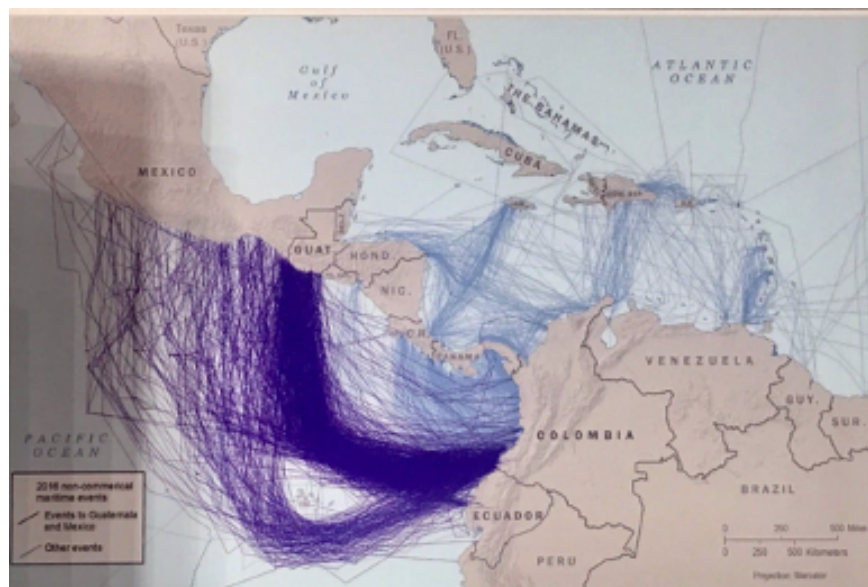 Texas
(U.S.)
FL.
(U.S.)
Gulf
of
Mexico
ATLANTIC
OCEAN
THE BAHAMAS
CUBA
MEXICO
GUAT.
HOND.
NIC.
C.R.
PANAMA
VENEZUELA
GUY.
SUR.
COLOMBIA
PACIFIC
OCEAN
BRAZIL
ECUADOR
PERU
2016 non-commerical
maritime events
Events to Guatemala
and Mexico
Other events
0 250 500 Miles
0 250 500 Kilometers
Projection: Mercator